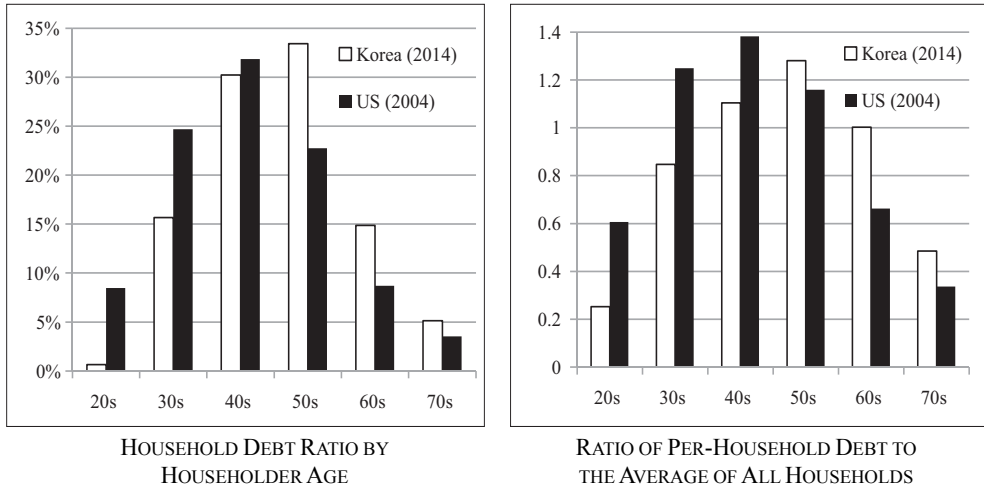 35%
30%
25%
20%
15%
10%
5%
0%
Korea (2014)
US (2004)
20s 30s 40s 50s 60s 70s
HOUSEHOLD DEBT RATIO BY
HOUSEHOLDER AGE
1.4
1.2
1
0.8
0.6
0.4
0.2
0
Korea (2014)
US (2004)
20s 30s 40s 50s 60s 70s
RATIO OF PER-HOUSEHOLD DEBT TO
THE AVERAGE OF ALL HOUSEHOLDS